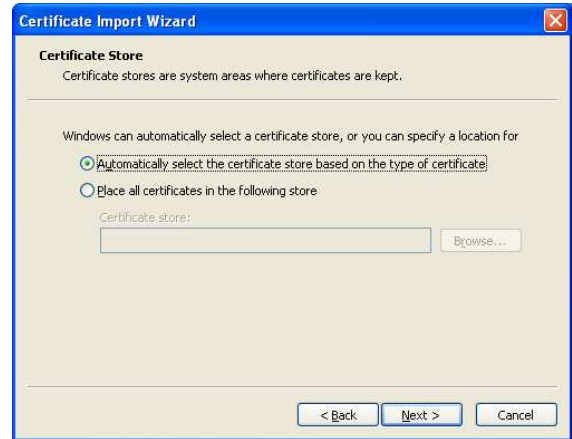 Certificate Import Wizard
Certificate Store
Certificate stores are system areas where certificates are kept.
Windows can automatically select a certificate store, or you can specify a location for
Automatically select the certificate store based on the type of certificate
Place all certificates in the following store
Certificate store:
Browse...
< Back Next > Cancel